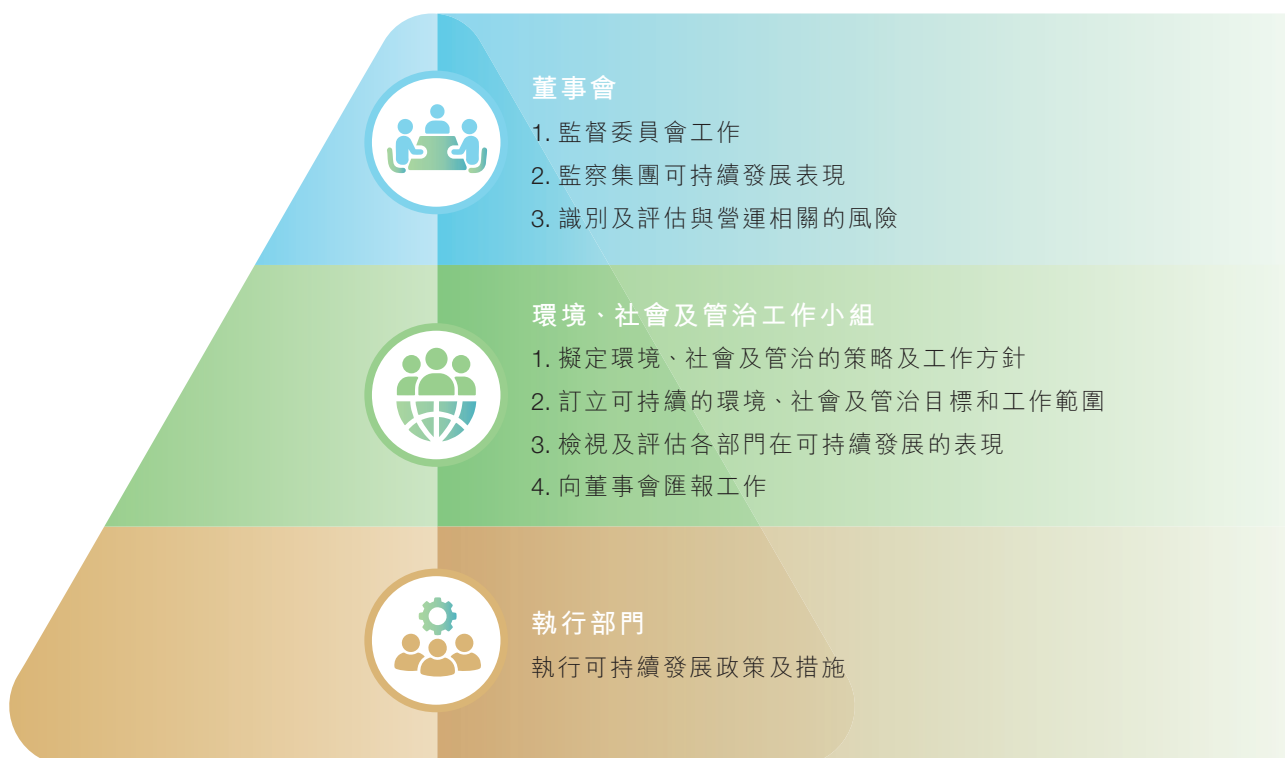 董事會
1. 監督委員會工作
2. 監察集團可持續發展表現
3. 識別及評估與營運相關的風險
環境、社會及管治工作小組
1. 擬定環境、社會及管治的策略及工作方針
2. 訂立可持續的環境、社會及管治目標和工作範圍
3. 檢視及評估各部門在可持續發展的表現
4. 向董事會匯報工作
執行部門
執行可持續發展政策及措施